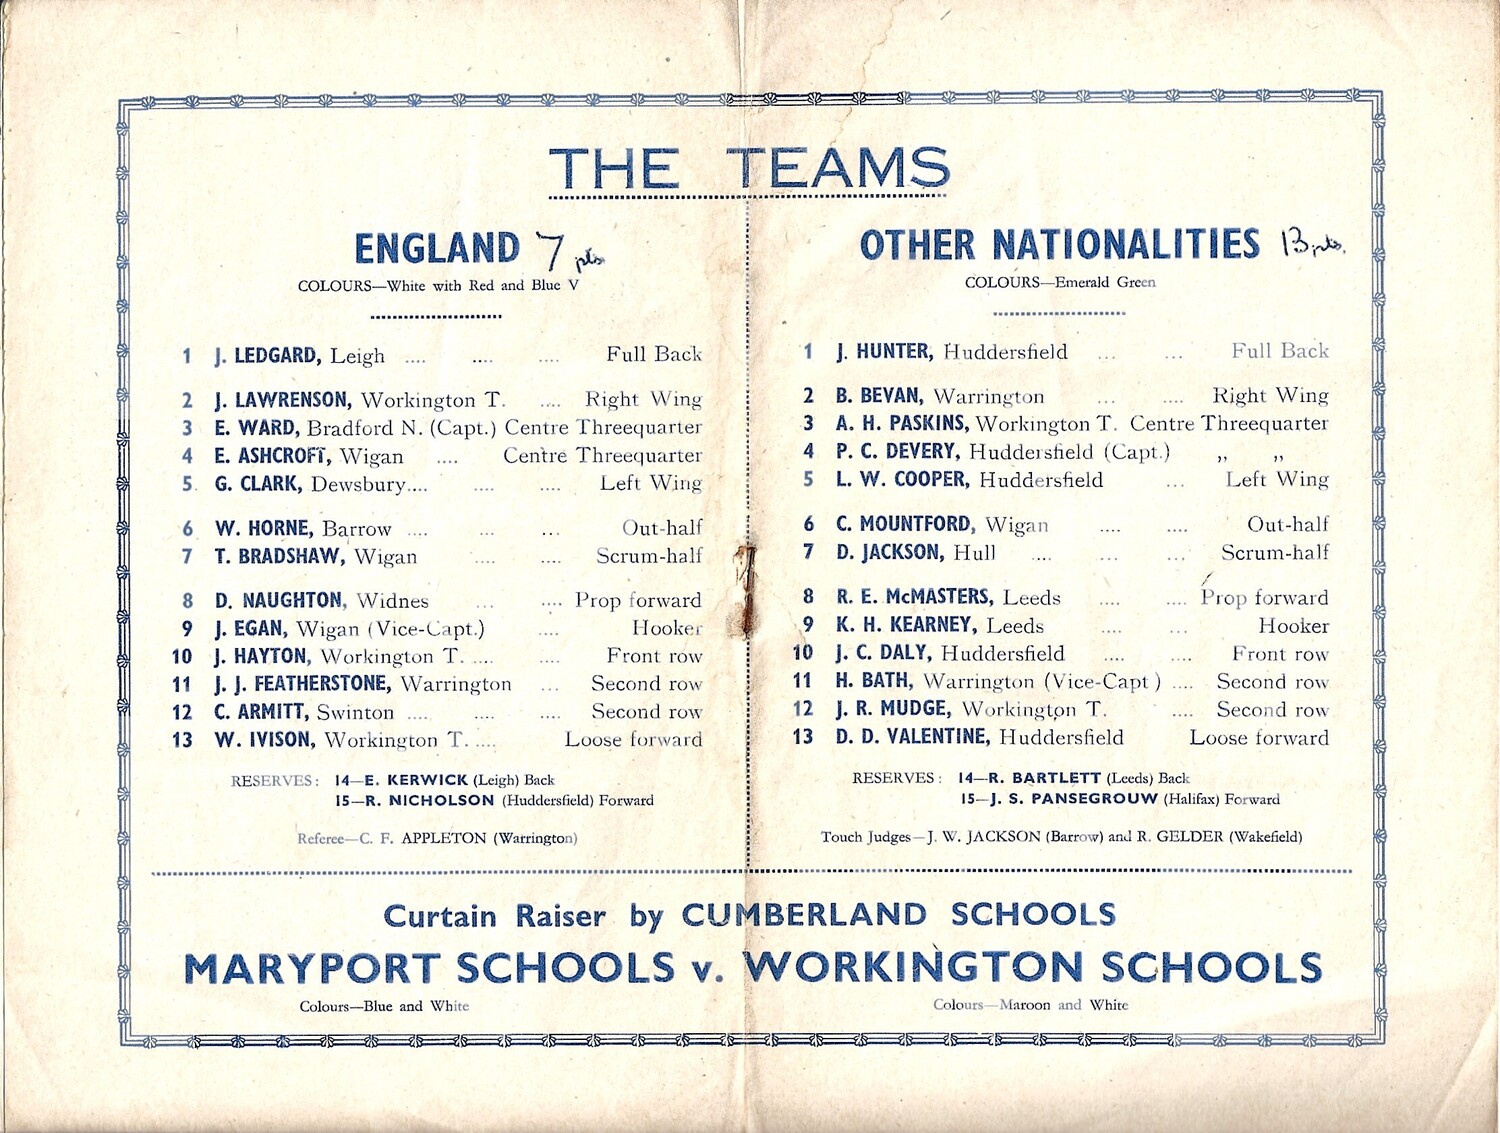 THE TEAMS
ENGLAND 7 pts
COLOURS—White with Red and Blue V
1 J. LEDGARD, Leigh .... .... .... Full Back
2 J. LAWRENSON, Workington T. .... Right Wing
3 E. WARD, Bradford N. (Capt.) Centre Threequarter
4 E. ASHCROFT, Wigan .... Centre Threequarter
5 G. CLARK, Dewsbury.... .... .... Left Wing
6 W. HORNE, Barrow .... ... ... Out-half
7 T. BRADSHAW, Wigan .... .... Scrum-half
8 D. NAUGHTON, Widnes ... .... Prop forward
9 J. EGAN, Wigan (Vice-Capt.) .... Hooker
10 J. HAYTON, Workington T. .... .... Front row
11 J. J. FEATHERSTONE, Warrington ... Second row
12 C. ARMITT, Swinton .... .... .... Second row
13 W. IVISON, Workington T. .... Loose forward
RESERVES: 14—E. KERWICK (Leigh) Back
15—R. NICHOLSON (Huddersfield) Forward
Referee—C. F. APPLETON (Warrington)
OTHER NATIONALITIES 13 pts.
COLOURS—Emerald Green
1 J. HUNTER, Huddersfield ... ... Full Back
2 B. BEVAN, Warrington ... .... Right Wing
3 A. H. PASKINS, Workington T. Centre Threequarter
4 P. C. DEVERY, Huddersfield (Capt.) „ „
5 L. W. COOPER, Huddersfield ... Left Wing
6 C. MOUNTFORD, Wigan .... .... Out-half
7 D. JACKSON, Hull .... ... ... Scrum-half
8 R. E. McMASTERS, Leeds .... .... Prop forward
9 K. H. KEARNEY, Leeds .... ... Hooker
10 J. C. DALY, Huddersfield .... .... Front row
11 H. BATH, Warrington (Vice-Capt ) .... Second row
12 J. R. MUDGE, Workington T. .... Second row
13 D. D. VALENTINE, Huddersfield Loose forward
RESERVES: 14—R. BARTLETT (Leeds) Back
15—J. S. PANSEGROUW (Halifax) Forward
Touch Judges—J. W. JACKSON (Barrow) and R. GELDER (Wakefield)
Curtain Raiser by CUMBERLAND SCHOOLS
MARYPORT SCHOOLS v. WORKINGTON SCHOOLS
Colours—Blue and White Colours—Maroon and White